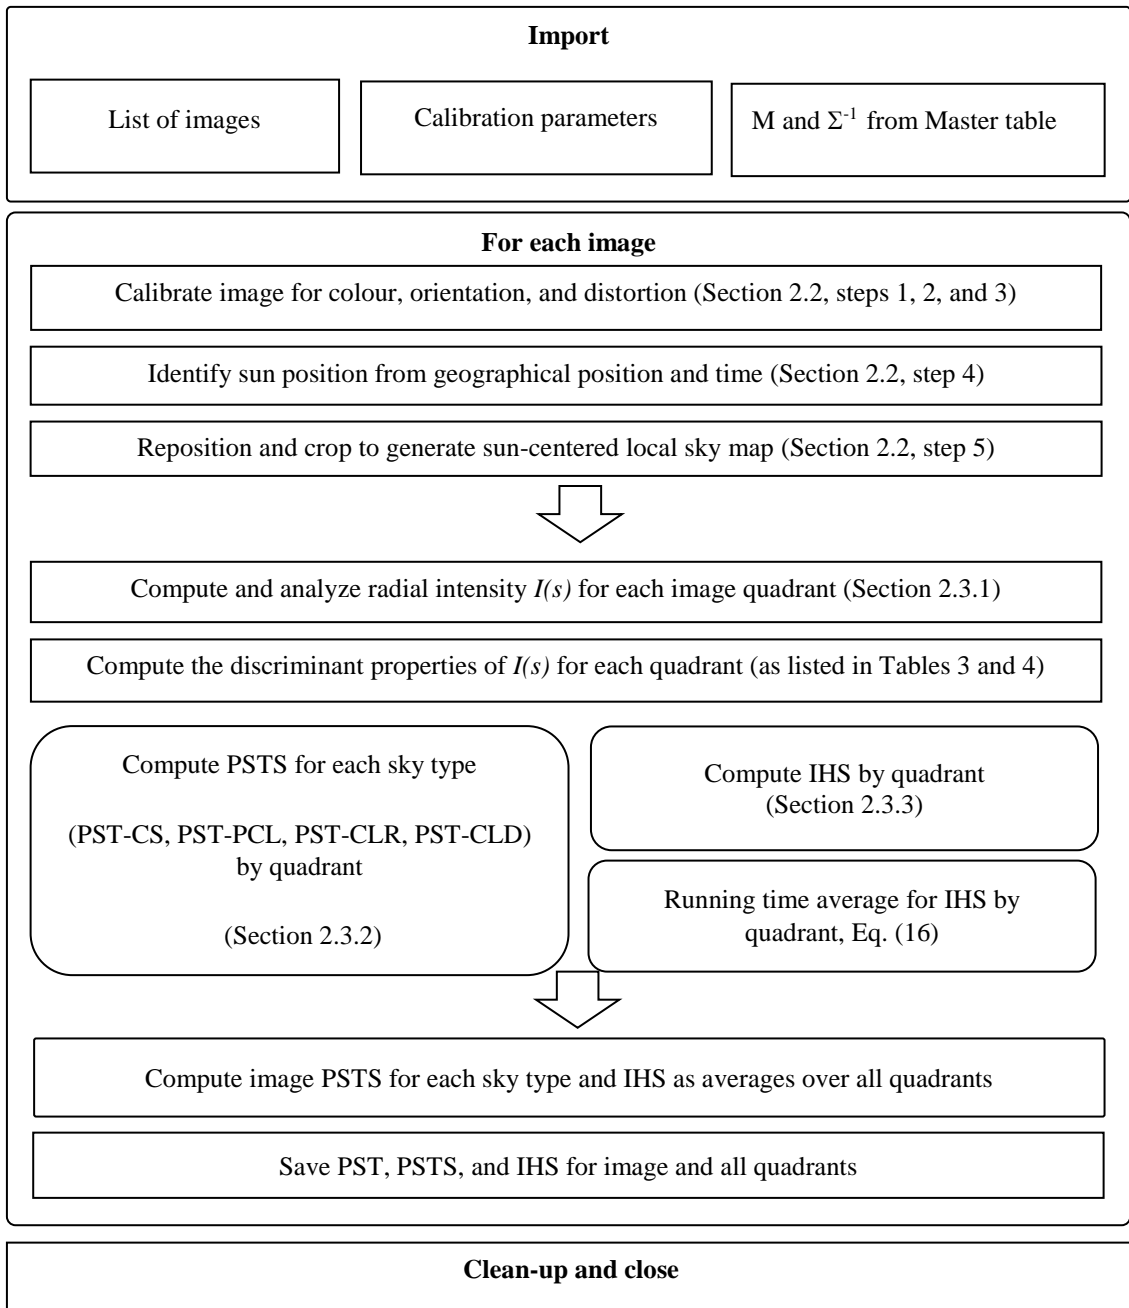 Import
List of images
Calibration parameters
M and Σ⁻¹ from Master table
For each image
Calibrate image for colour, orientation, and distortion (Section 2.2, steps 1, 2, and 3)
Identify sun position from geographical position and time (Section 2.2, step 4)
Reposition and crop to generate sun-centered local sky map (Section 2.2, step 5)
Compute and analyze radial intensity I(s) for each image quadrant (Section 2.3.1)
Compute the discriminant properties of I(s) for each quadrant (as listed in Tables 3 and 4)
Compute PSTS for each sky type
(PST-CS, PST-PCL, PST-CLR, PST-CLD)
by quadrant
(Section 2.3.2)
Compute IHS by quadrant
(Section 2.3.3)
Running time average for IHS by
quadrant, Eq. (16)
Compute image PSTS for each sky type and IHS as averages over all quadrants
Save PST, PSTS, and IHS for image and all quadrants
Clean-up and close